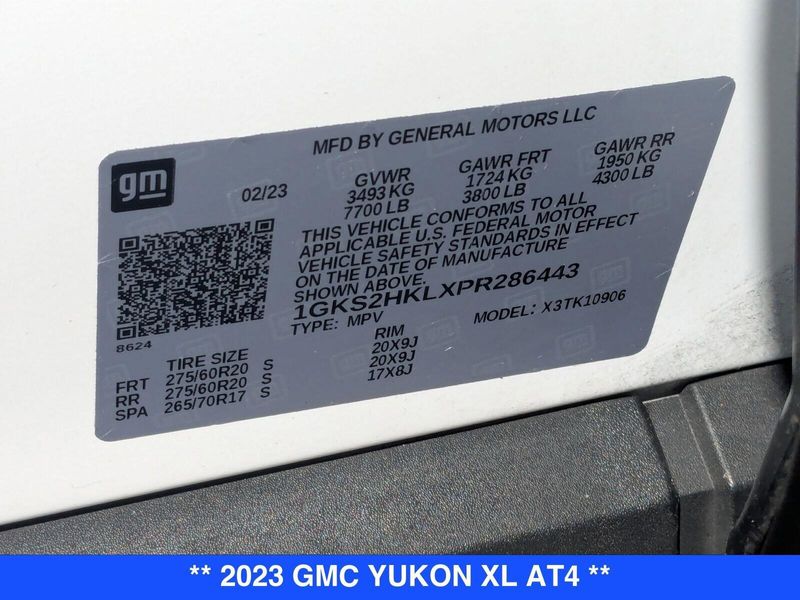 MFD BY GENERAL MOTORS LLC
gm
02/23
GVWR
3493 KG
7700 LB
GAWR FRT
1724 KG
3800 LB
GAWR RR
1950 KG
4300 LB
THIS VEHICLE CONFORMS TO ALL
APPLICABLE U.S. FEDERAL MOTOR
VEHICLE SAFETY STANDARDS IN EFFECT
ON THE DATE OF MANUFACTURE
SHOWN ABOVE.
1GKS2HKLXPR286443
TYPE: MPV
MODEL: X3TK10906
8624
TIRE SIZE
RIM
FRT 275/60R20 S 20X9J
RR 275/60R20 S 20X9J
SPA 265/70R17 S 17X8J
** 2023 GMC YUKON XL AT4 **